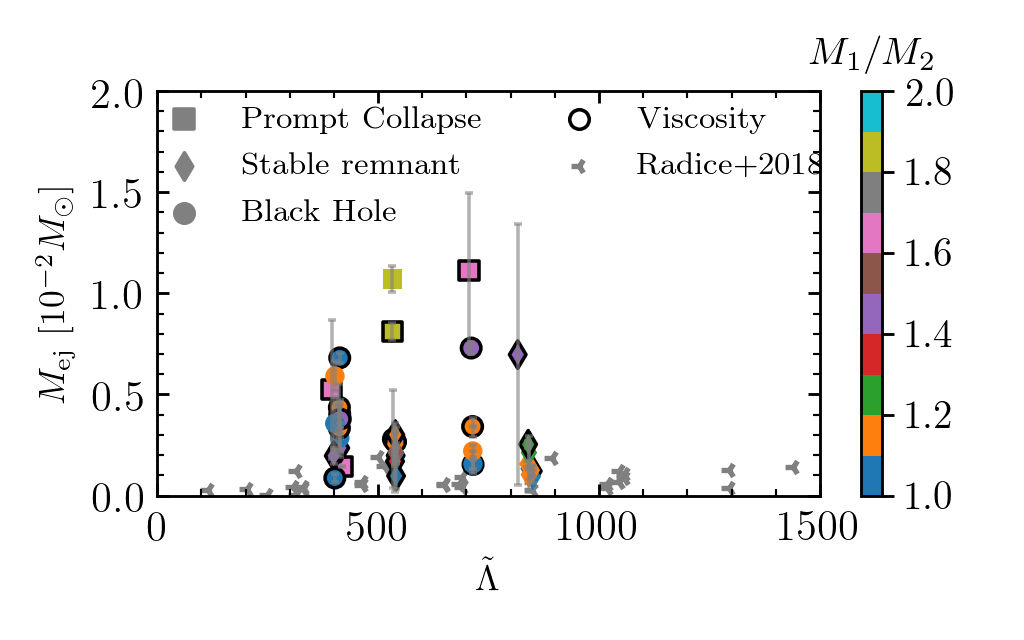 M₁/M₂
2.0
1.5
1.0
0.5
0.0
M_ej [10⁻² M_⊙]
Prompt Collapse
Stable remnant
Black Hole
Viscosity
Radice+2018
2.0
1.8
1.6
1.4
1.2
1.0
0 500 1000 1500
Λ̃